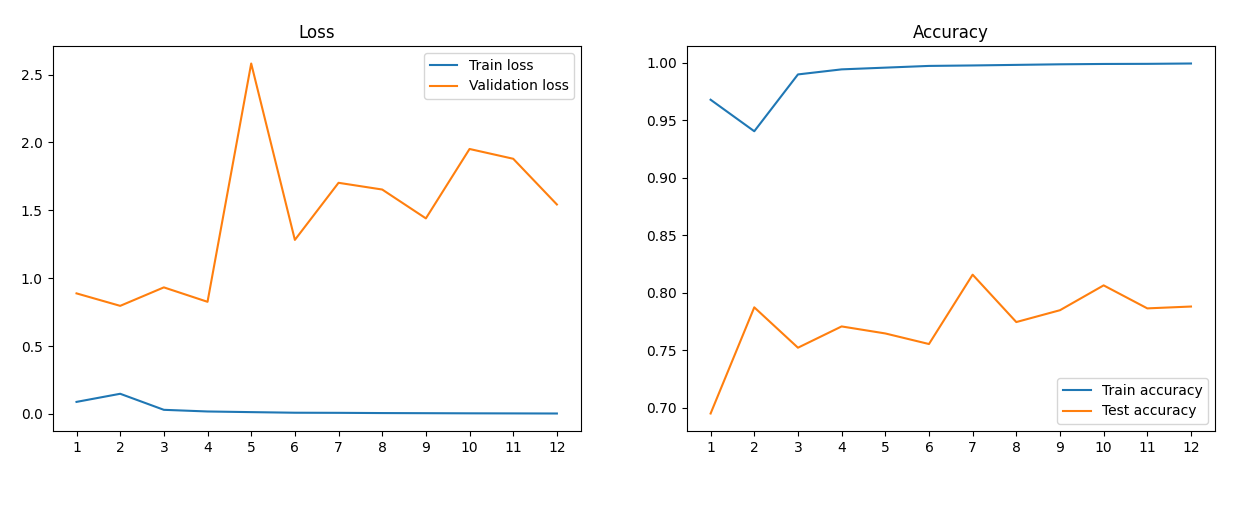 Loss
Train loss
Validation loss
2.5
2.0
1.5
1.0
0.5
0.0
1 2 3 4 5 6 7 8 9 10 11 12
Accuracy
1.00
0.95
0.90
0.85
0.80
0.75
0.70
Train accuracy
Test accuracy
1 2 3 4 5 6 7 8 9 10 11 12